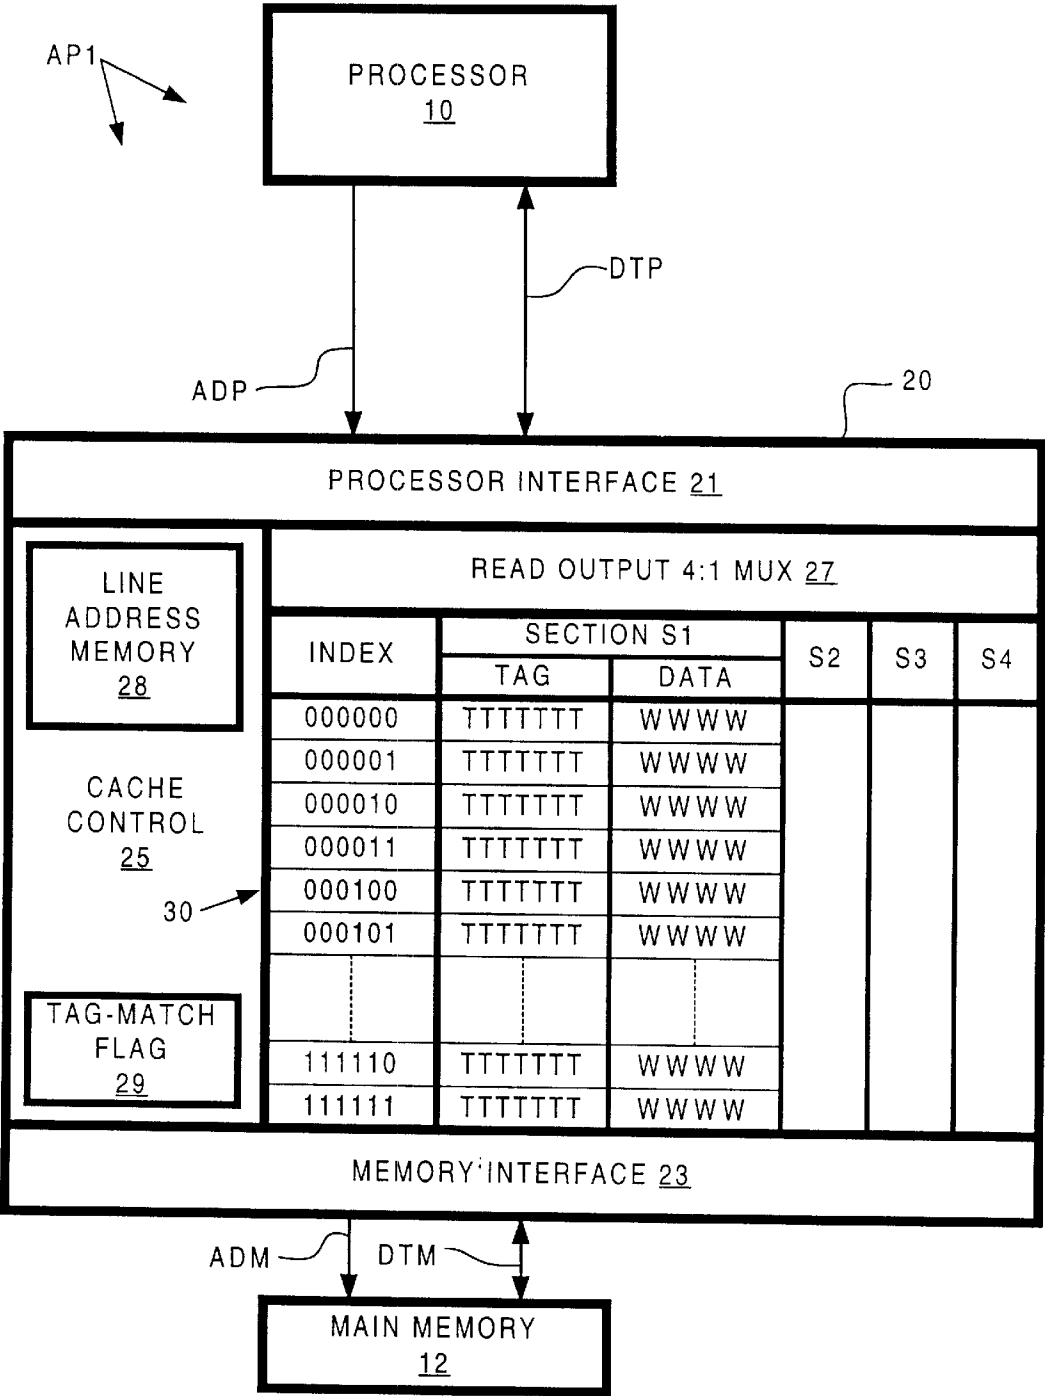 AP1
PROCESSOR
10
DTP
ADP
20
PROCESSOR INTERFACE 21
LINE
ADDRESS
MEMORY
28
READ OUTPUT 4:1 MUX 27
INDEX
SECTION S1
TAG
DATA
S2
S3
S4
000000 TTTTTTT WWWW
000001 TTTTTTT WWWW
000010 TTTTTTT WWWW
000011 TTTTTTT WWWW
000100 TTTTTTT WWWW
000101 TTTTTTT WWWW
111110 TTTTTTT WWWW
111111 TTTTTTT WWWW
CACHE
CONTROL
25
30
TAG-MATCH
FLAG
29
MEMORY INTERFACE 23
ADM
DTM
MAIN MEMORY
12